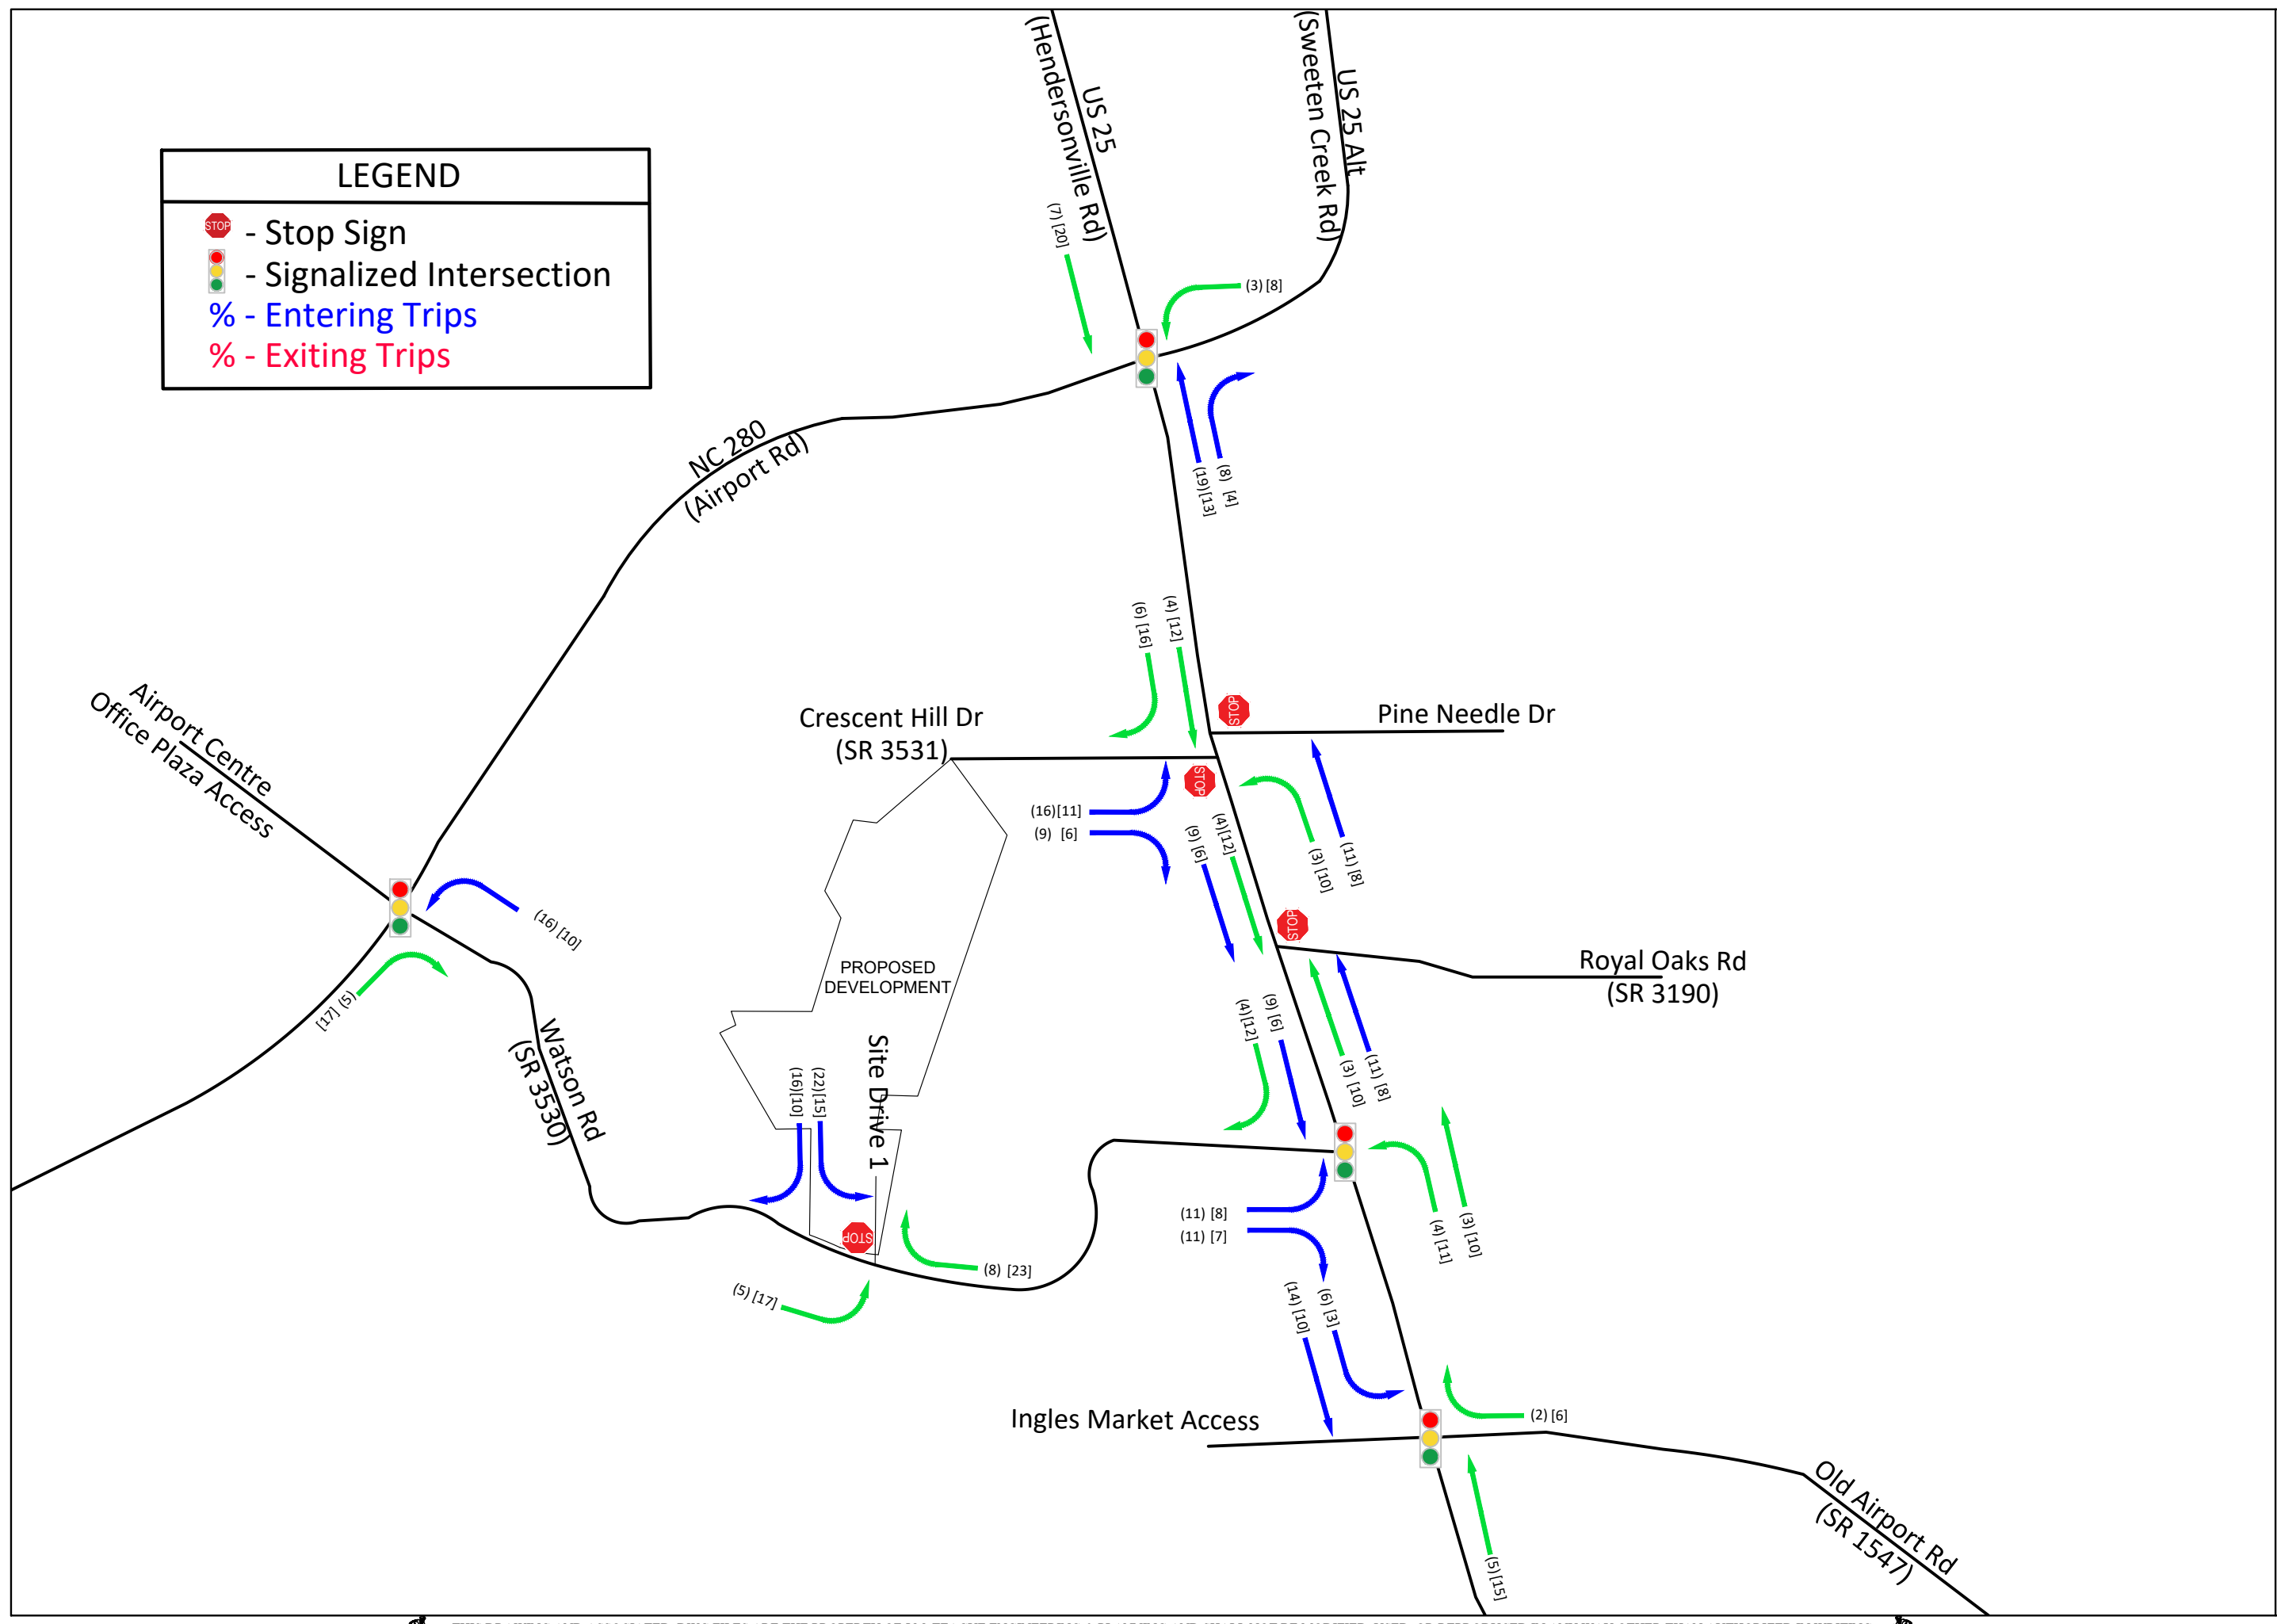 US 25
(Hendersonville Rd)
US 25 Alt
(Sweeten Creek Rd)
LEGEND
STOP - Stop Sign
- Signalized Intersection
% - Entering Trips
% - Exiting Trips
(7) [20]
(3) [8]
(19) [13]
(8) [4]
NC 280
(Airport Rd)
(6) [16]
(4) [12]
STOP
Pine Needle Dr
Crescent Hill Dr
(SR 3531)
STOP
(16) [11]
(9) [6]
(9) [6]
(4) [12]
(3) [10]
(11) [8]
Airport Centre
Office Plaza Access
(16) [10]
[17] (5)
STOP
Royal Oaks Rd
(SR 3190)
PROPOSED
DEVELOPMENT
(4) [12]
(9) [6]
(3) [10]
(11) [8]
Watson Rd
(SR 3530)
Site Drive 1
(16) [10]
(22) [15]
STOP
(5) [17]
(8) [23]
(11) [8]
(11) [7]
(4) [11]
(3) [10]
(14) [10]
(6) [3]
Ingles Market Access
(2) [6]
(5) [15]
Old Airport Rd
(SR 1547)